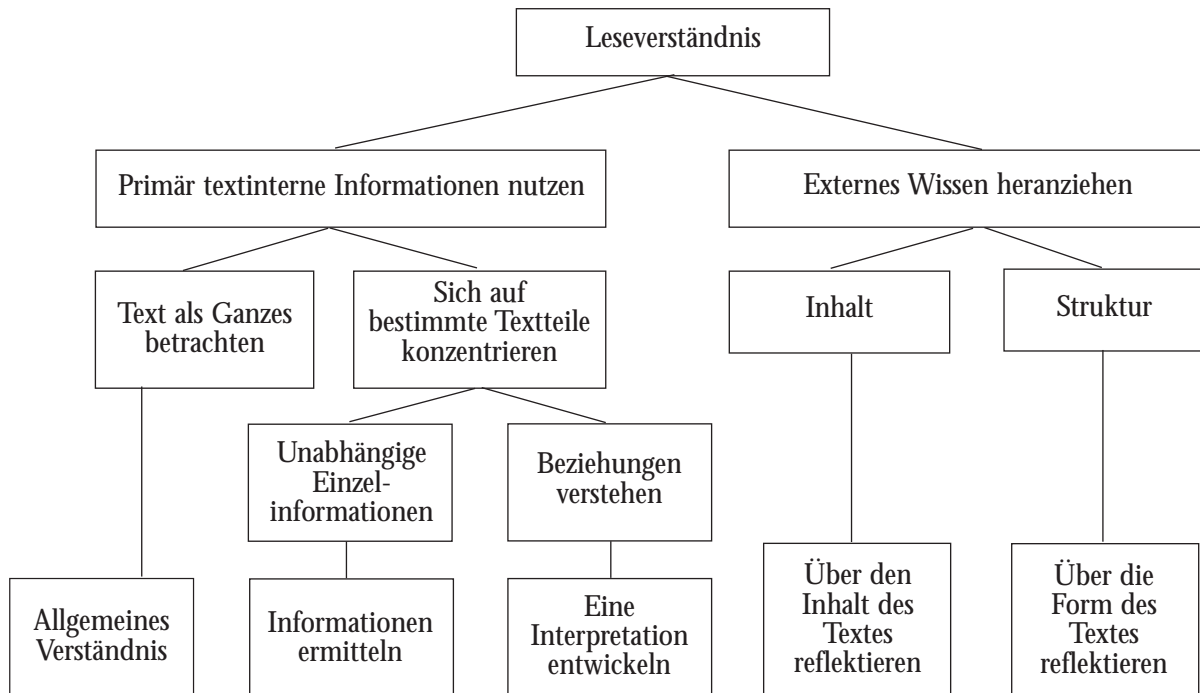 Leseverständnis
Primär textinterne Informationen nutzen
Externes Wissen heranziehen
Text als Ganzes
betrachten
Sich auf
bestimmte Textteile
konzentrieren
Inhalt
Struktur
Unabhängige
Einzel-
informationen
Beziehungen
verstehen
Allgemeines
Verständnis
Informationen
ermitteln
Eine
Interpretation
entwickeln
Über den
Inhalt des
Textes
reflektieren
Über die
Form des
Textes
reflektieren